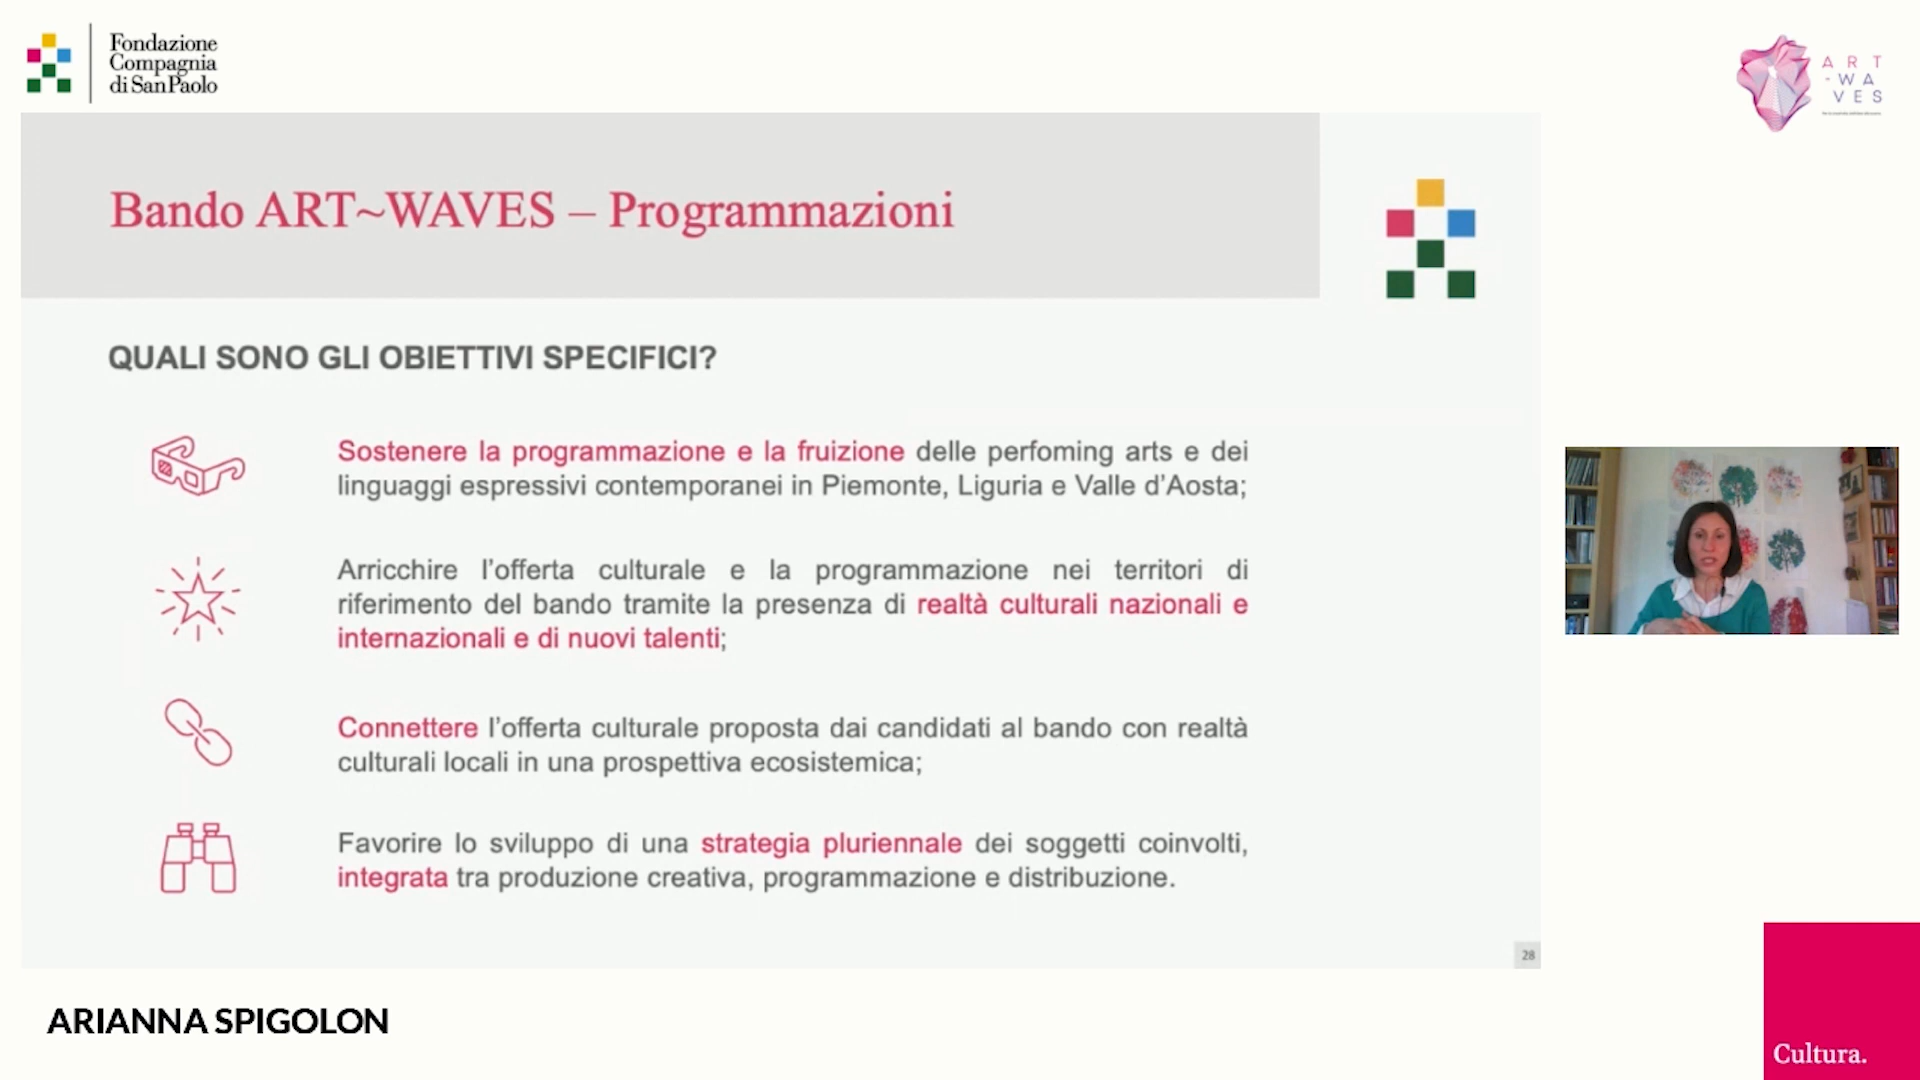 Fondazione
Compagnia
di San Paolo
ART
-WA
VES
Bando ART~WAVES – Programmazioni
QUALI SONO GLI OBIETTIVI SPECIFICI?
Sostenere la programmazione e la fruizione delle perfoming arts e dei
linguaggi espressivi contemporanei in Piemonte, Liguria e Valle d'Aosta;
Arricchire l'offerta culturale e la programmazione nei territori di
riferimento del bando tramite la presenza di realtà culturali nazionali e
internazionali e di nuovi talenti;
Connettere l'offerta culturale proposta dai candidati al bando con realtà
culturali locali in una prospettiva ecosistemica;
Favorire lo sviluppo di una strategia pluriennale dei soggetti coinvolti,
integrata tra produzione creativa, programmazione e distribuzione.
28
ARIANNA SPIGOLON
Cultura.